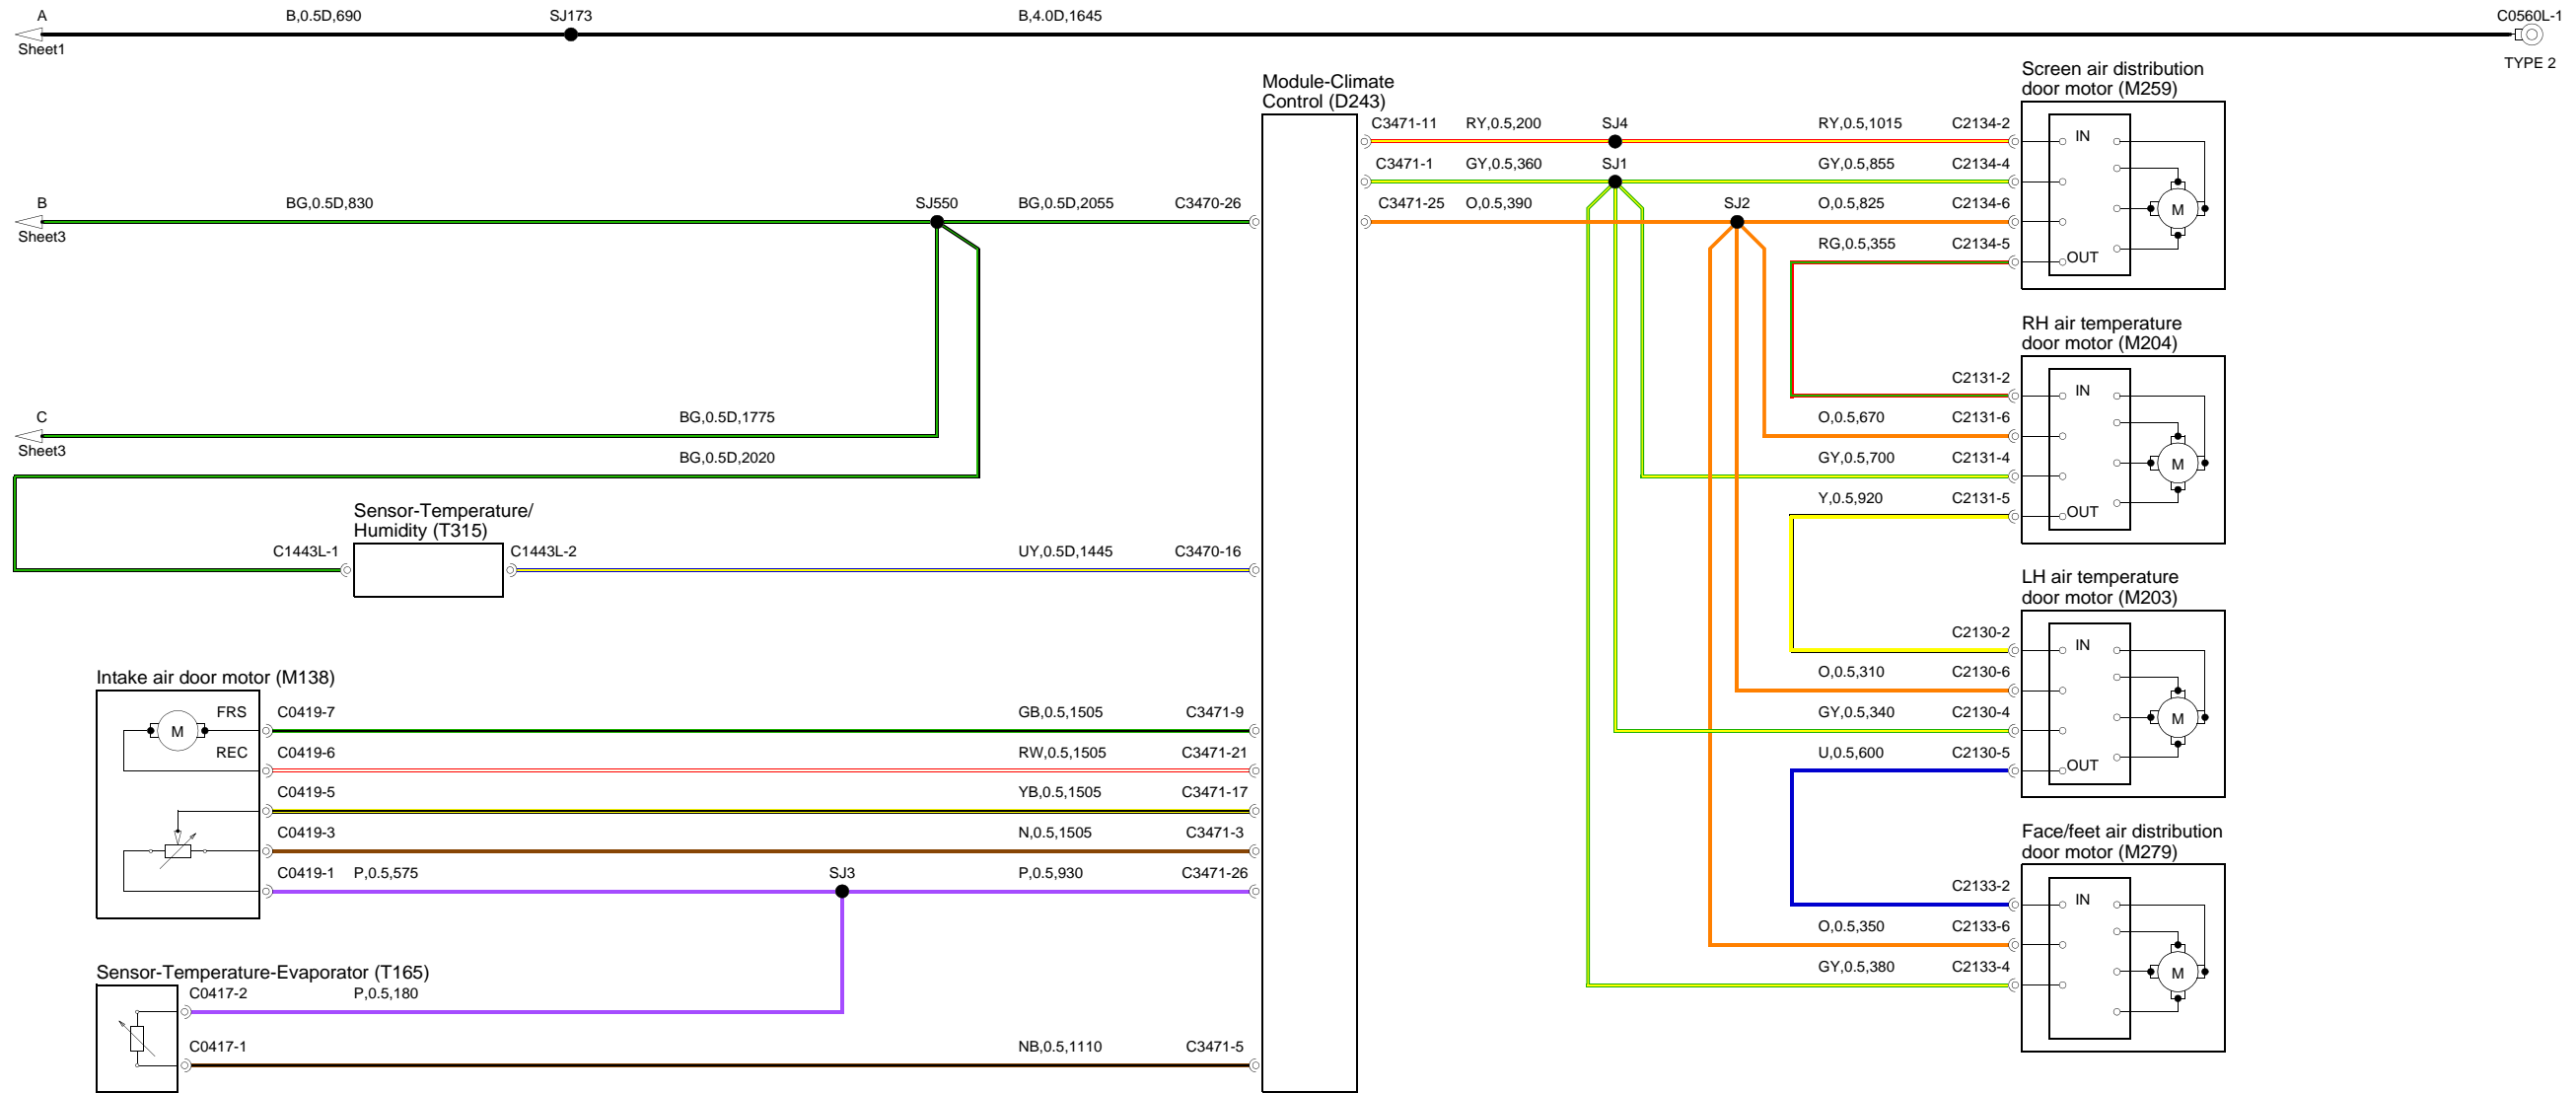 A
B,0.5D,690
SJ173
B,4.0D,1645
C0560L-1
Sheet1
TYPE 2
Module-Climate
Control (D243)
Screen air distribution
door motor (M259)
C3471-11
RY,0.5,200
SJ4
RY,0.5,1015
C2134-2
IN
C3471-1
GY,0.5,360
SJ1
GY,0.5,855
C2134-4
B
BG,0.5D,830
SJ550
BG,0.5D,2055
C3470-26
C3471-25
O,0.5,390
SJ2
O,0.5,825
C2134-6
M
Sheet3
RG,0.5,355
C2134-5
OUT
RH air temperature
door motor (M204)
C2131-2
IN
C
BG,0.5D,1775
O,0.5,670
C2131-6
Sheet3
BG,0.5D,2020
GY,0.5,700
C2131-4
M
Y,0.5,920
C2131-5
OUT
Sensor-Temperature/
Humidity (T315)
C1443L-1
C1443L-2
UY,0.5D,1445
C3470-16
LH air temperature
door motor (M203)
C2130-2
IN
O,0.5,310
C2130-6
GY,0.5,340
C2130-4
M
U,0.5,600
C2130-5
OUT
Intake air door motor (M138)
FRS
C0419-7
GB,0.5,1505
C3471-9
M
REC
C0419-6
RW,0.5,1505
C3471-21
C0419-5
YB,0.5,1505
C3471-17
C0419-3
N,0.5,1505
C3471-3
C0419-1
P,0.5,575
SJ3
P,0.5,930
C3471-26
Face/feet air distribution
door motor (M279)
C2133-2
IN
O,0.5,350
C2133-6
GY,0.5,380
C2133-4
M
Sensor-Temperature-Evaporator (T165)
C0417-2
P,0.5,180
C0417-1
NB,0.5,1110
C3471-5